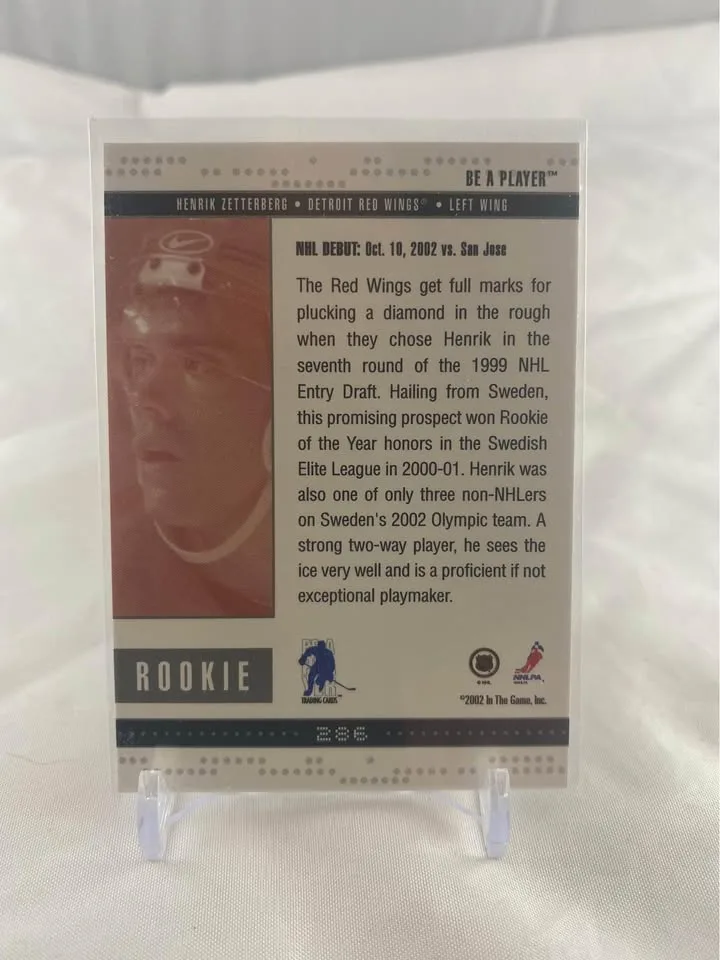 BE A PLAYER™
HENRIK ZETTERBERG • DETROIT RED WINGS® • LEFT WING
NHL DEBUT: Oct. 10, 2002 vs. San Jose
The Red Wings get full marks for
plucking a diamond in the rough
when they chose Henrik in the
seventh round of the 1999 NHL
Entry Draft. Hailing from Sweden,
this promising prospect won Rookie
of the Year honors in the Swedish
Elite League in 2000-01. Henrik was
also one of only three non-NHLers
on Sweden's 2002 Olympic team. A
strong two-way player, he sees the
ice very well and is a proficient if not
exceptional playmaker.
ROOKIE
TRADING CARDS™
© NHL
NHLPA
©2002 In The Game, Inc.
286